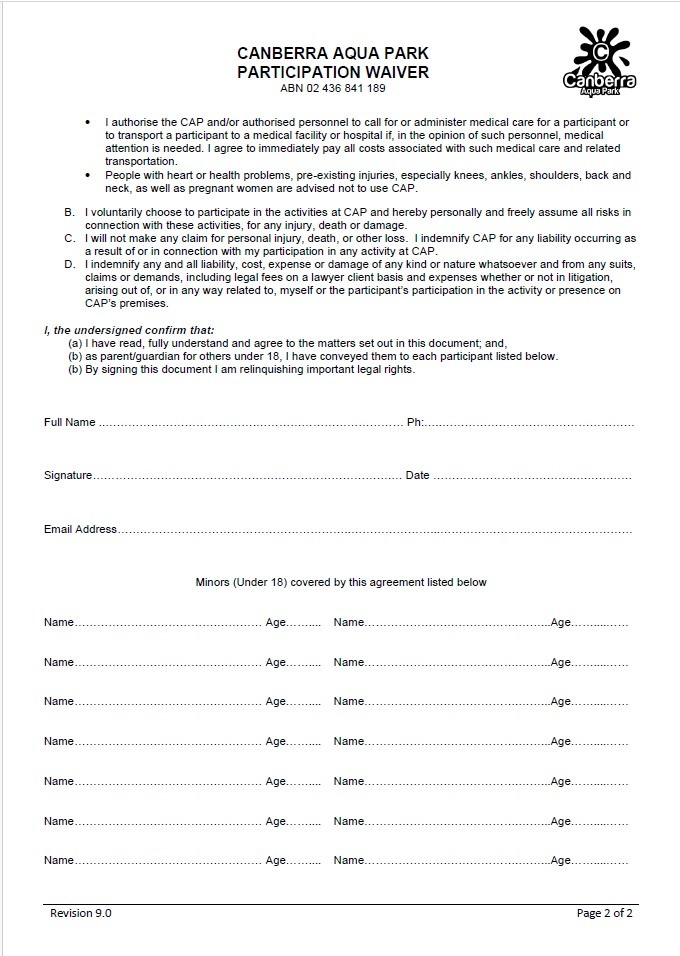 CANBERRA AQUA PARK
PARTICIPATION WAIVER
ABN 02 436 841 189
C
Canberra
Aqua Park
• I authorise the CAP and/or authorised personnel to call for or administer medical care for a participant or
to transport a participant to a medical facility or hospital if, in the opinion of such personnel, medical
attention is needed. I agree to immediately pay all costs associated with such medical care and related
transportation.
• People with heart or health problems, pre-existing injuries, especially knees, ankles, shoulders, back and
neck, as well as pregnant women are advised not to use CAP.
B. I voluntarily choose to participate in the activities at CAP and hereby personally and freely assume all risks in
connection with these activities, for any injury, death or damage.
C. I will not make any claim for personal injury, death, or other loss. I indemnify CAP for any liability occurring as
a result of or in connection with my participation in any activity at CAP.
D. I indemnify any and all liability, cost, expense or damage of any kind or nature whatsoever and from any suits,
claims or demands, including legal fees on a lawyer client basis and expenses whether or not in litigation,
arising out of, or in any way related to, myself or the participant's participation in the activity or presence on
CAP's premises.
I, the undersigned confirm that:
(a) I have read, fully understand and agree to the matters set out in this document; and,
(b) as parent/guardian for others under 18, I have conveyed them to each participant listed below.
(b) By signing this document I am relinquishing important legal rights.
Full Name ........................................ Ph:........................................
Signature........................................ Date ........................................
Email Address........................................
Minors (Under 18) covered by this agreement listed below
Name........................................ Age.......... Name........................................Age..........
Name........................................ Age.......... Name........................................Age..........
Name........................................ Age.......... Name........................................Age..........
Name........................................ Age.......... Name........................................Age..........
Name........................................ Age.......... Name........................................Age..........
Name........................................ Age.......... Name........................................Age..........
Name........................................ Age.......... Name........................................Age..........
Revision 9.0 Page 2 of 2